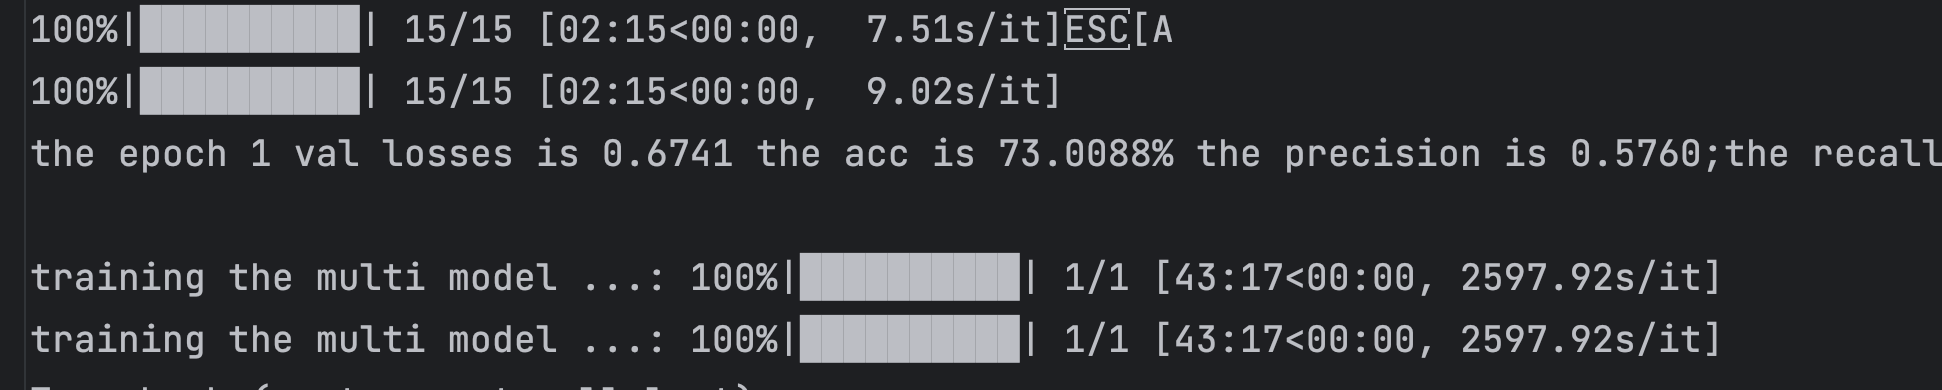 100%|██████████| 15/15 [02:15<00:00,  7.51s/it]ESC[A
100%|██████████| 15/15 [02:15<00:00,  9.02s/it]
the epoch 1 val losses is 0.6741 the acc is 73.0088% the precision is 0.5760;the recall
training the multi model ...: 100%|██████████| 1/1 [43:17<00:00, 2597.92s/it]
training the multi model ...: 100%|██████████| 1/1 [43:17<00:00, 2597.92s/it]